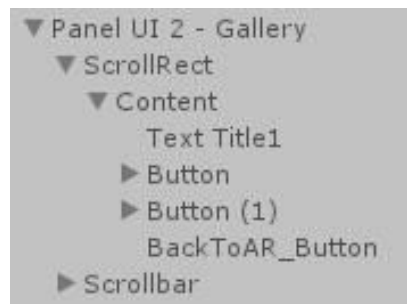 Panel UI 2 - Gallery
ScrollRect
Content
Text Title1
Button
Button (1)
BackToAR_Button
Scrollbar